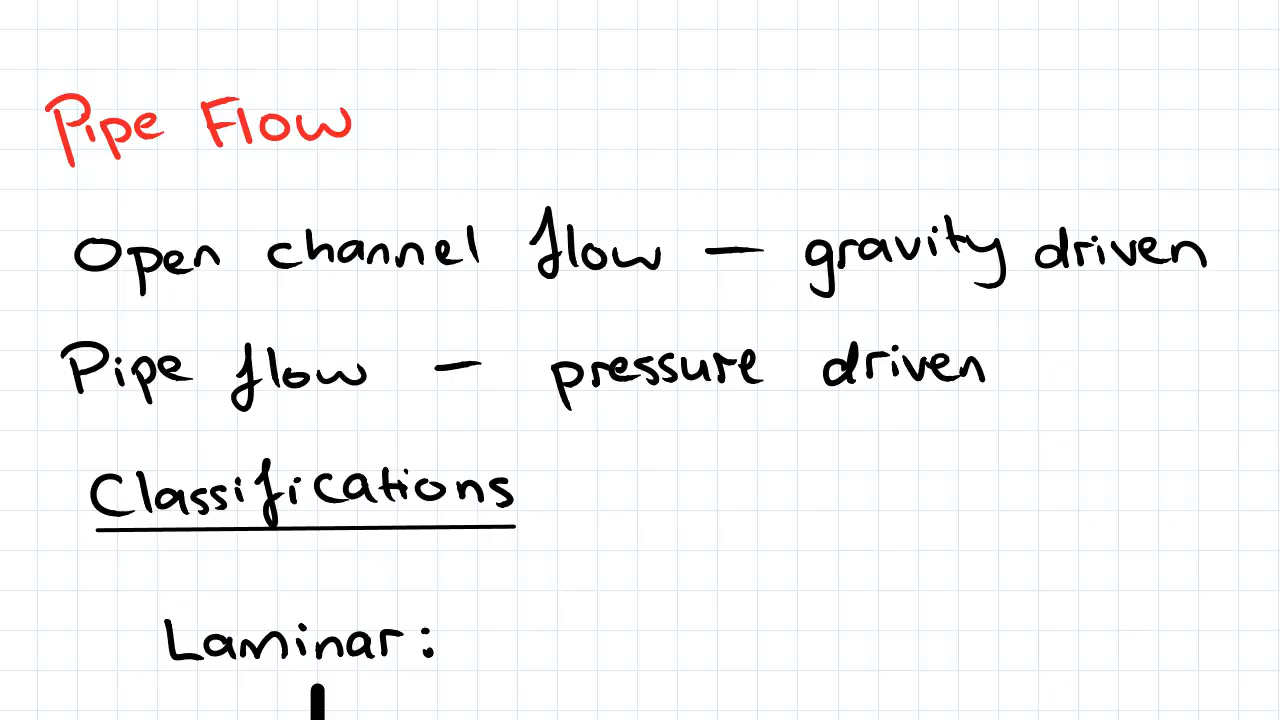 Pipe Flow
Open channel flow — gravity driven
Pipe flow — pressure driven
Classifications
Laminar: